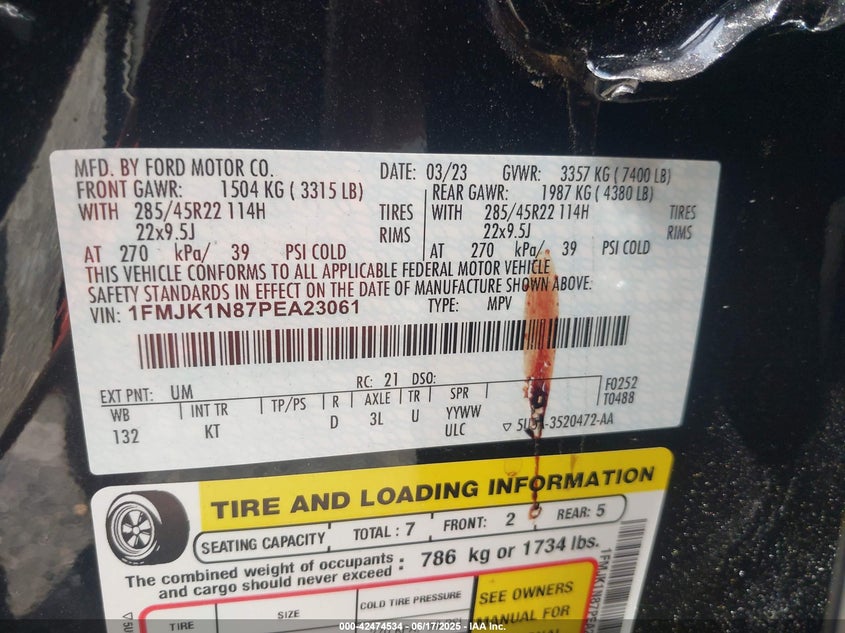 MFD. BY FORD MOTOR CO. DATE: 03/23 GVWR: 3357 KG ( 7400 LB)
FRONT GAWR: 1504 KG ( 3315 LB) REAR GAWR: 1987 KG ( 4380 LB)
WITH 285/45R22 114H TIRES WITH 285/45R22 114H TIRES
22x9.5J RIMS 22x9.5J RIMS
AT 270 kPa/ 39 PSI COLD AT 270 kPa/ 39 PSI COLD
THIS VEHICLE CONFORMS TO ALL APPLICABLE FEDERAL MOTOR VEHICLE
SAFETY STANDARDS IN EFFECT ON THE DATE OF MANUFACTURE SHOWN ABOVE.
VIN: 1FMJK1N87PEA23061 TYPE: MPV
EXT PNT: UM RC: 21 DSO: F0252
WB INT TR TP/PS R AXLE TR SPR T0488
132 KT D 3L U YYWW
ULC
TIRE AND LOADING INFORMATION
SEATING CAPACITY TOTAL : 7 FRONT: 2 REAR: 5
The combined weight of occupants : 786 kg or 1734 lbs.
and cargo should never exceed
TIRE SIZE COLD TIRE PRESSURE SEE OWNERS
MANUAL FOR
000-42474534 - 06/17/2025 - IAA Inc.